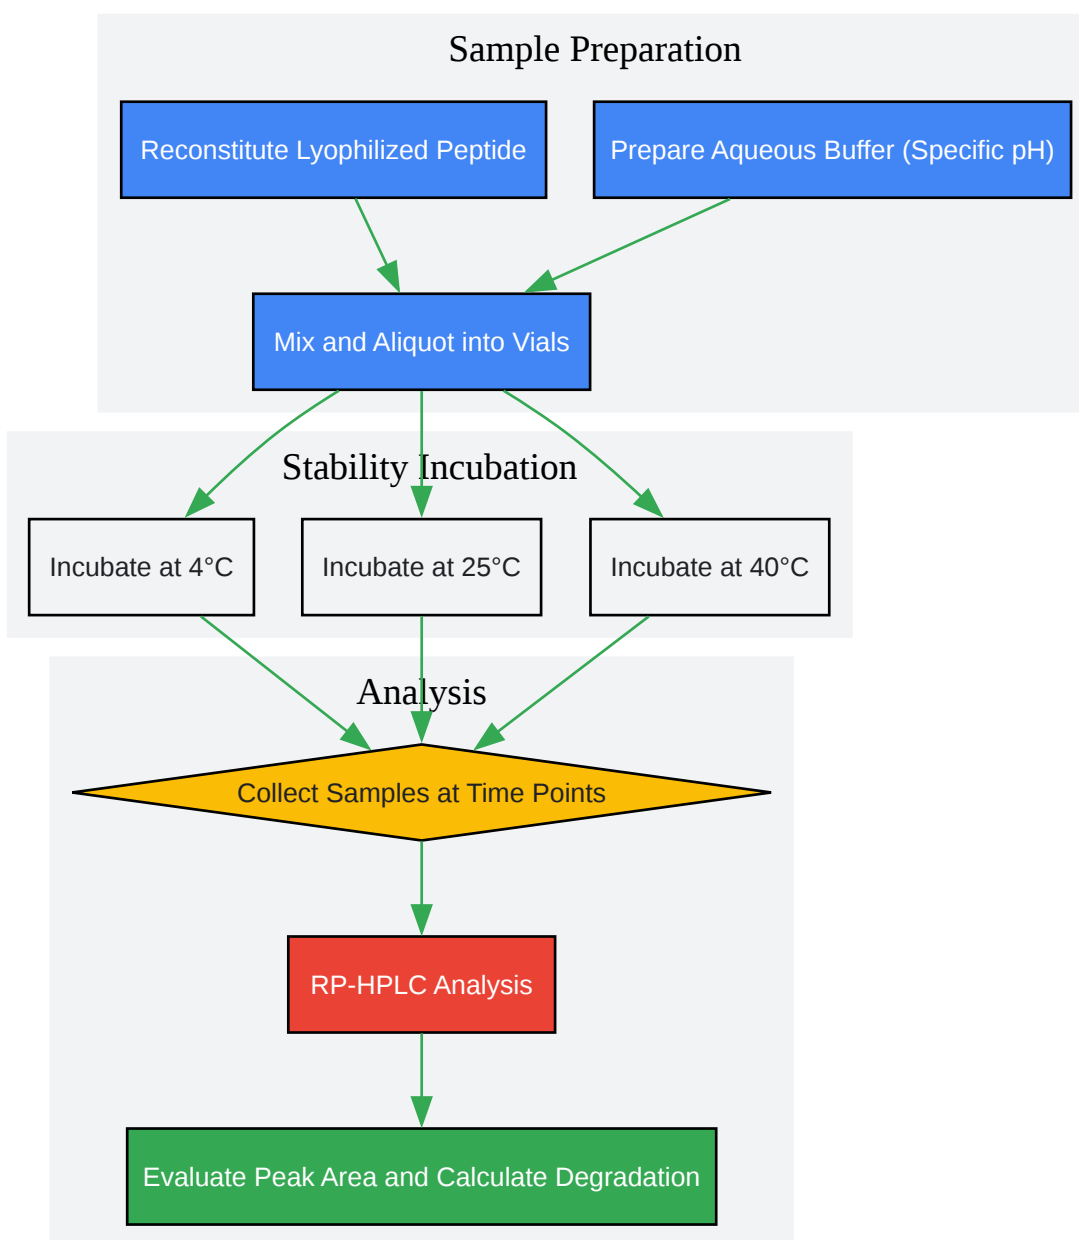 Sample Preparation
Reconstitute Lyophilized Peptide
Prepare Aqueous Buffer (Specific pH)
Mix and Aliquot into Vials
Stability Incubation
Incubate at 4°C
Incubate at 25°C
Incubate at 40°C
Analysis
Collect Samples at Time Points
RP-HPLC Analysis
Evaluate Peak Area and Calculate Degradation